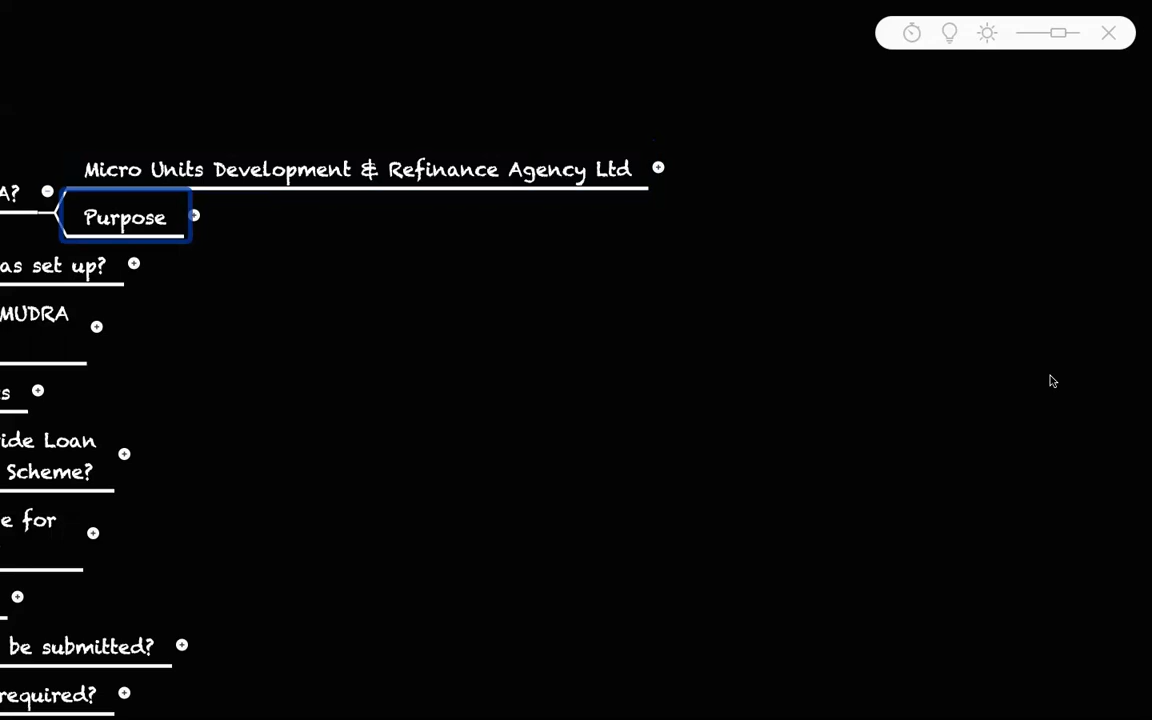 Micro Units Development & Refinance Agency Ltd
A?
Purpose
as set up?
MUDRA
s
ide Loan
Scheme?
e for
be submitted?
required?